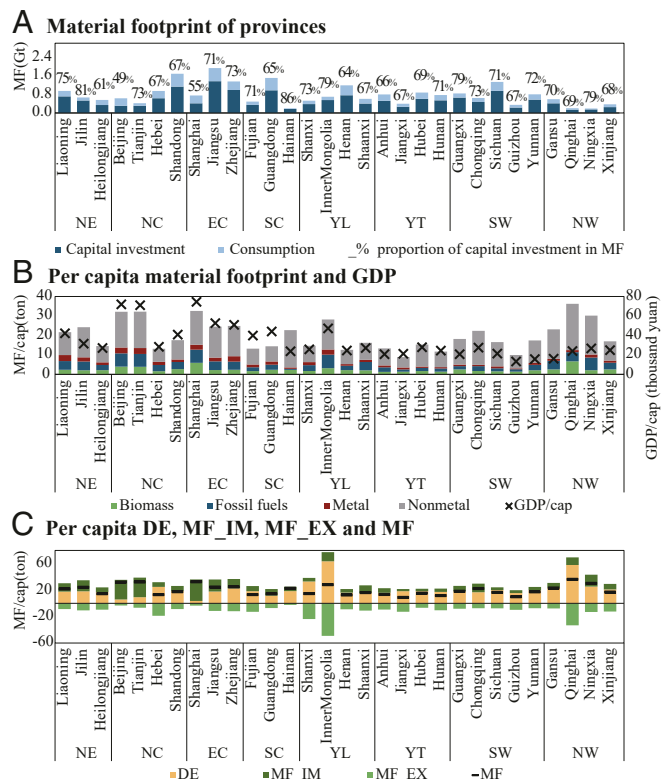 A Material footprint of provinces
MF(Gt)
2.4
1.6
0.8
0.0
75% 81% 61% 49% 73% 67% 67% 55% 71% 73% 71% 65% 86% 73% 79% 64% 67% 66% 67% 69% 71% 79% 73% 71% 67% 72% 70% 69% 79% 68%
Liaoning Jilin Heilongjiang Beijing Tianjin Hebei Shandong Shanghai Jiangsu Zhejiang Fujian Guangdong Hainan Shanxi InnerMongolia Henan Shaanxi Anhui Jiangxi Hubei Hunan Guangxi Chongqing Sichuan Guizhou Yunnan Gansu Qinghai Ningxia Xinjiang
NE NC EC SC YL YT SW NW
Capital investment Consumption _% proportion of capital investment in MF
B Per capita material footprint and GDP
MF/cap(ton)
40
30
20
10
0
80
60
40
20
0
GDP/cap (thousand yuan)
Liaoning Jilin Heilongjiang Beijing Tianjin Hebei Shandong Shanghai Jiangsu Zhejiang Fujian Guangdong Hainan Shanxi InnerMongolia Henan Shaanxi Anhui Jiangxi Hubei Hunan Guangxi Chongqing Sichuan Guizhou Yunnan Gansu Qinghai Ningxia Xinjiang
NE NC EC SC YL YT SW NW
Biomass Fossil fuels Metal Nonmetal GDP/cap
C Per capita DE, MF_IM, MF_EX and MF
MF/cap(ton)
60
20
-20
-60
Liaoning Jilin Heilongjiang Beijing Tianjin Hebei Shandong Shanghai Jiangsu Zhejiang Fujian Guangdong Hainan Shanxi InnerMongolia Henan Shaanxi Anhui Jiangxi Hubei Hunan Guangxi Chongqing Sichuan Guizhou Yunnan Gansu Qinghai Ningxia Xinjiang
NE NC EC SC YL YT SW NW
DE MF_IM MF_EX MF